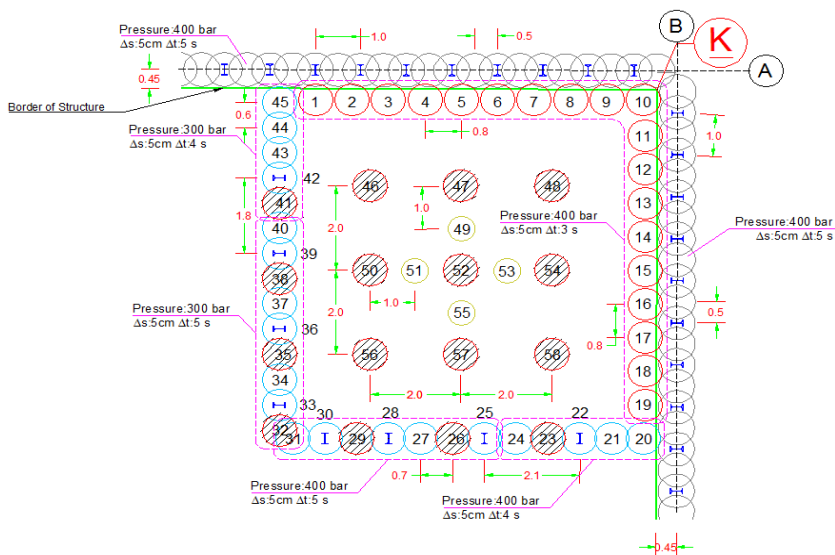 B
K
A
Pressure:400 bar
Δs:5cm Δt:5 s
1.0
0.5
0.45
Border of Structure
0.6
Pressure:300 bar
Δs:5cm Δt:4 s
45 1 2 3 4 5 6 7 8 9 10
44
43
42
41
40
39
38
37
36
35
34
33
32
0.8
11
12
13
14
15
16
17
18
19
1.0
46 47 48
1.0
49
1.8
2.0
Pressure:400 bar
Δs:5cm Δt:3 s
Pressure:400 bar
Δs:5cm Δt:5 s
50 51 52 53 54
1.0
55
2.0
0.5
0.8
Pressure:300 bar
Δs:5cm Δt:5 s
56 57 58
2.0 2.0
30 28 25 22
31 29 27 26 24 23 21 20
0.7
2.1
Pressure:400 bar
Δs:5cm Δt:5 s
Pressure:400 bar
Δs:5cm Δt:4 s
0.45